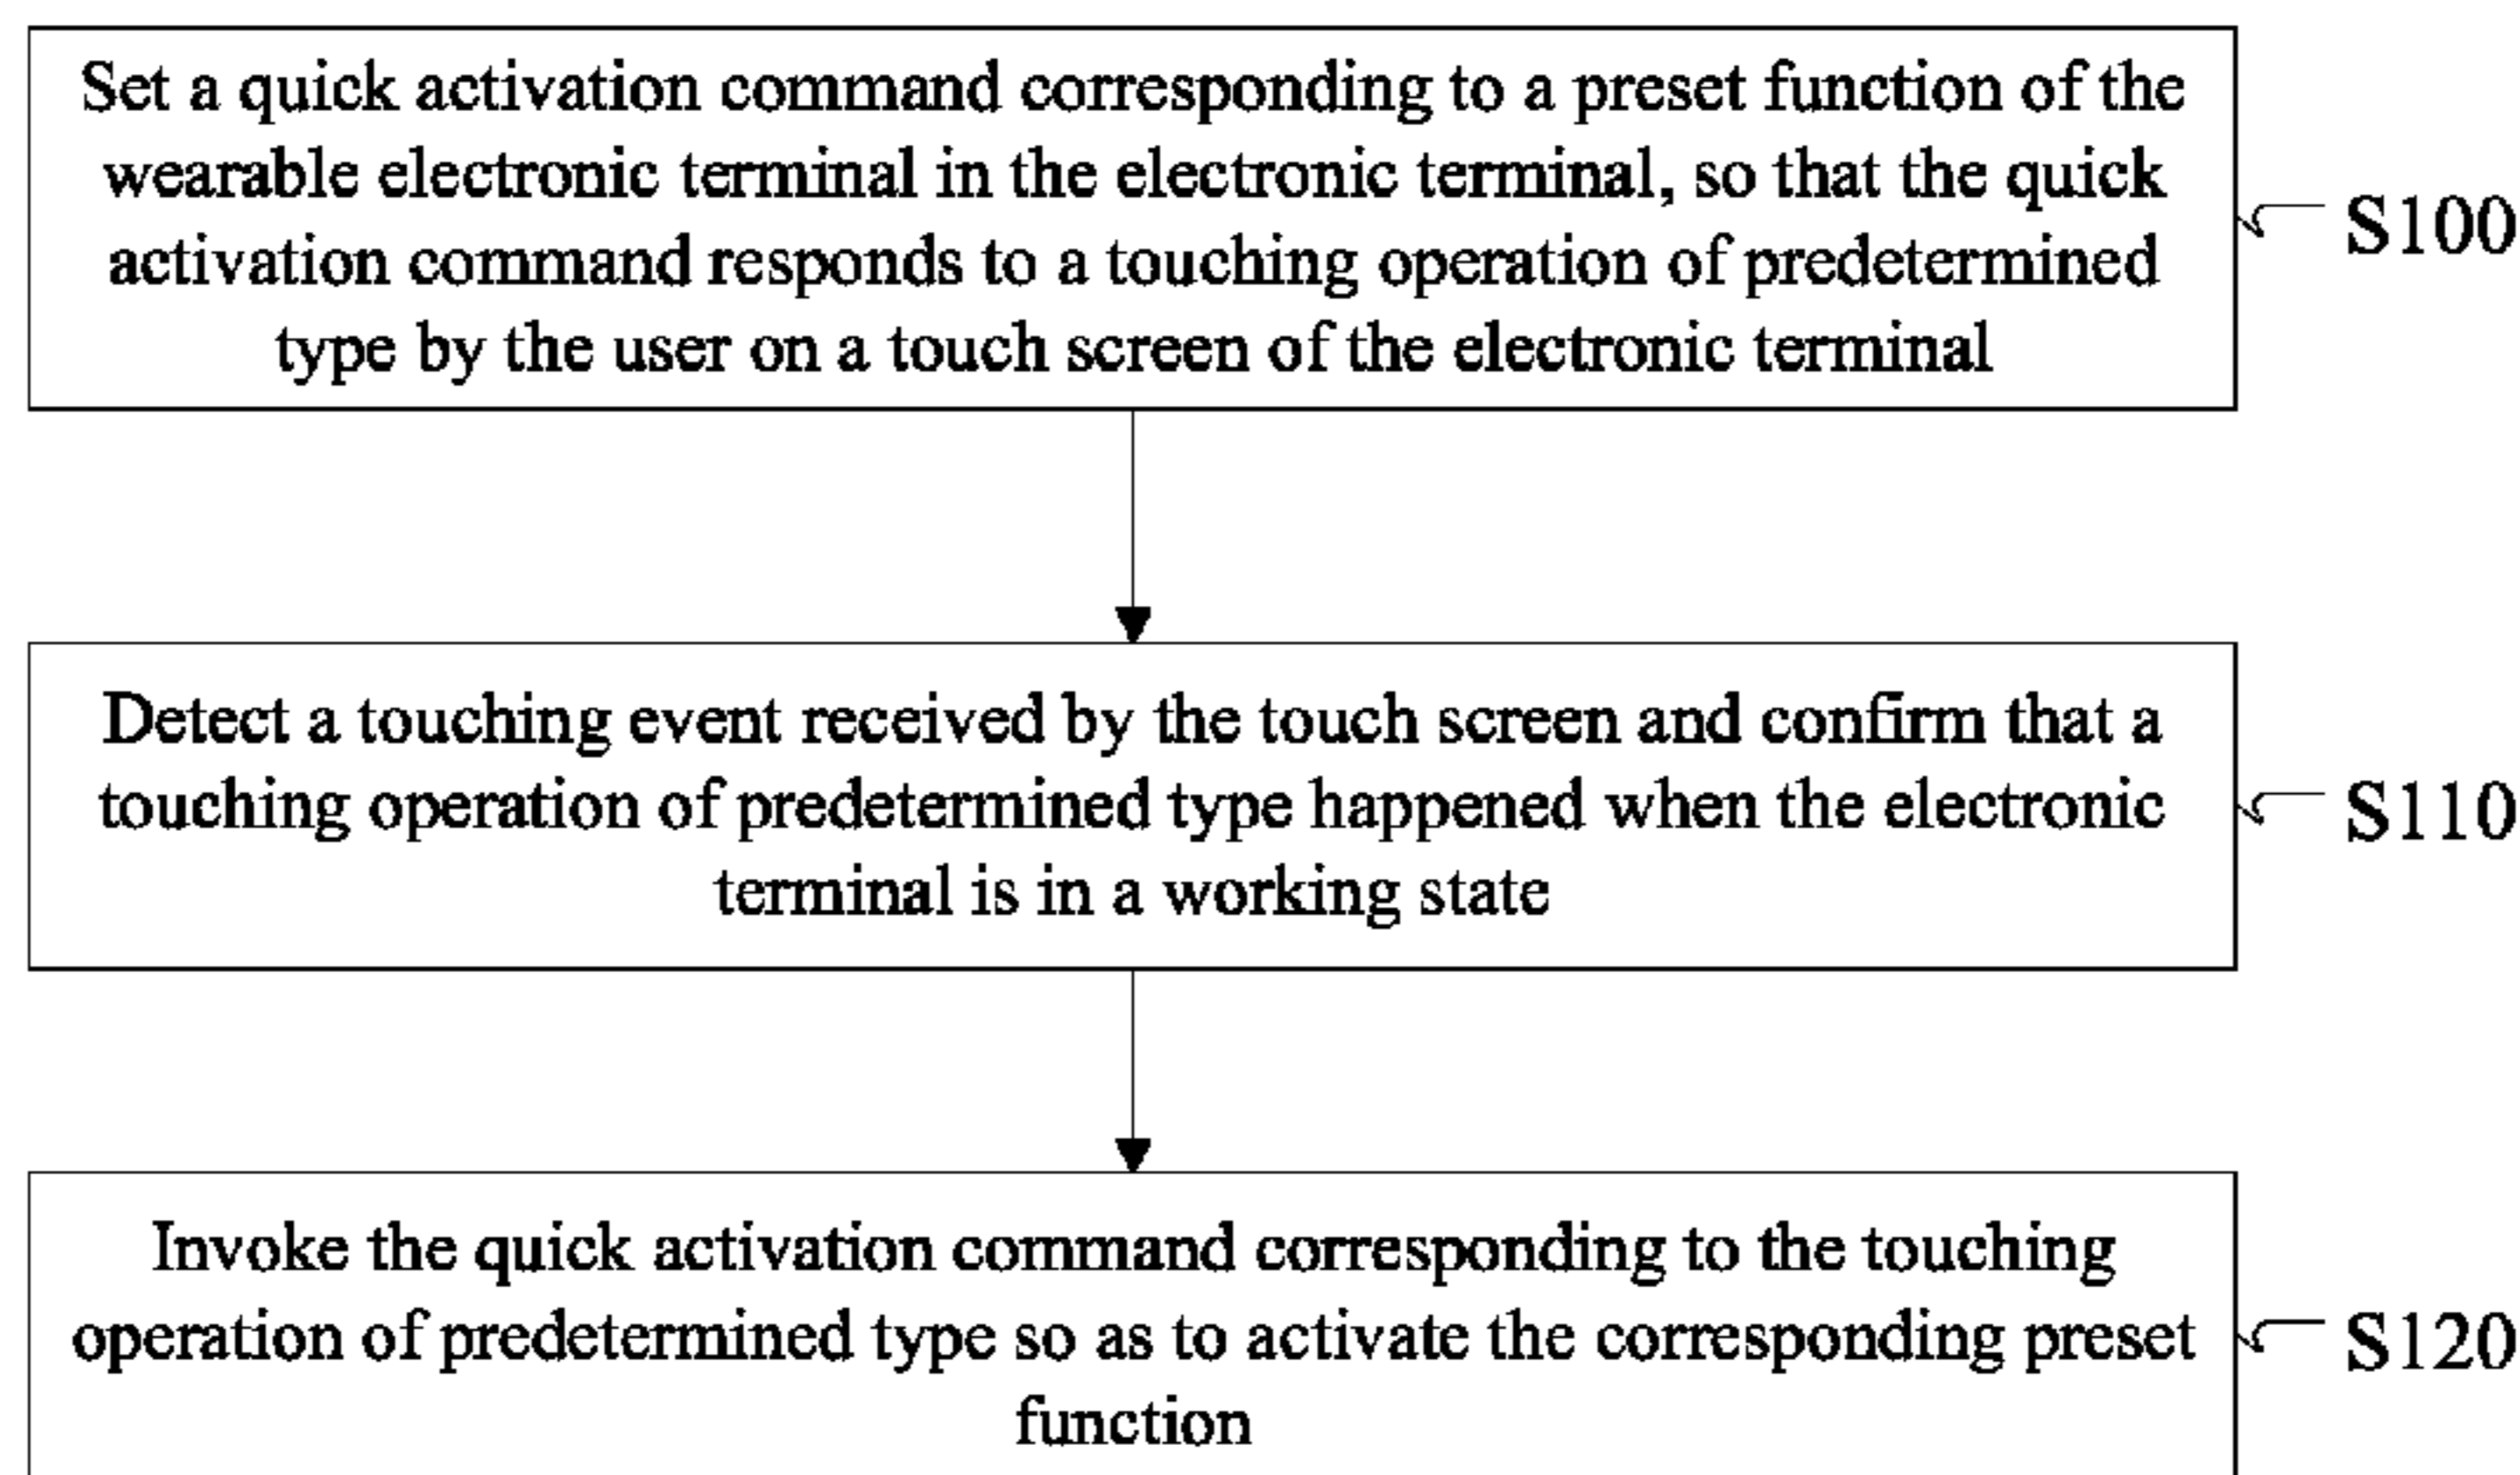 Set a quick activation command corresponding to a preset function of the
wearable electronic terminal in the electronic terminal, so that the quick
activation command responds to a touching operation of predetermined
type by the user on a touch screen of the electronic terminal
S100
Detect a touching event received by the touch screen and confirm that a
touching operation of predetermined type happened when the electronic
terminal is in a working state
S110
Invoke the quick activation command corresponding to the touching
operation of predetermined type so as to activate the corresponding preset
function
S120